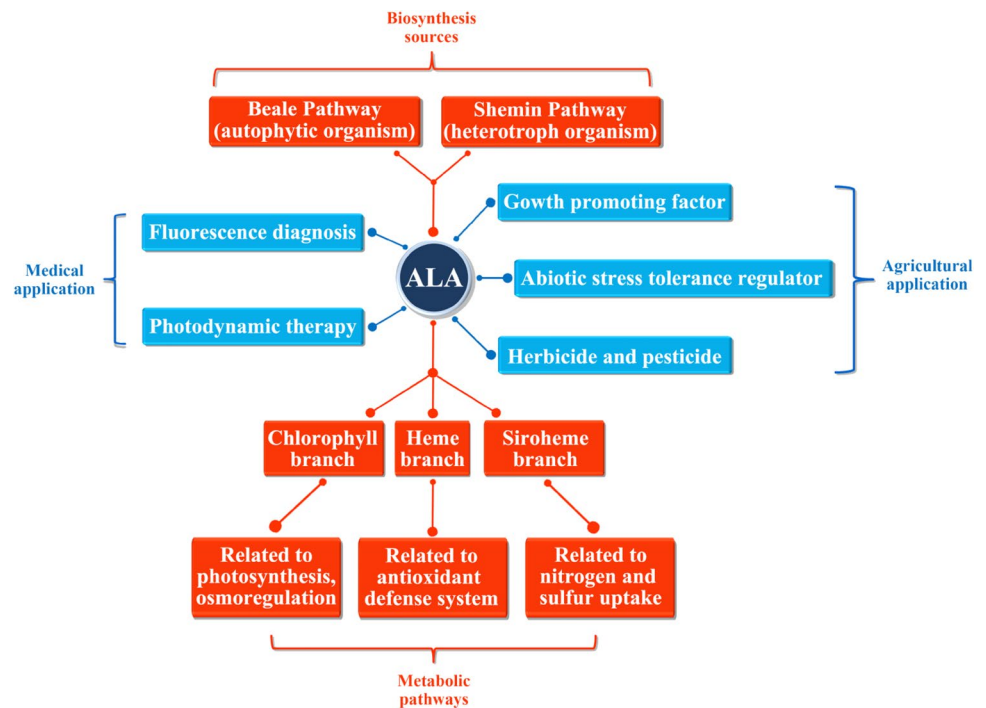 Biosynthesis
sources
Beale Pathway
(autophytic organism)
Shemin Pathway
(heterotroph organism)
Medical
application
Fluorescence diagnosis
Photodynamic therapy
ALA
Gowth promoting factor
Abiotic stress tolerance regulator
Herbicide and pesticide
Agricultural
application
Chlorophyll
branch
Heme
branch
Siroheme
branch
Related to
photosynthesis,
osmoregulation
Related to
antioxidant
defense system
Related to
nitrogen and
sulfur uptake
Metabolic
pathways